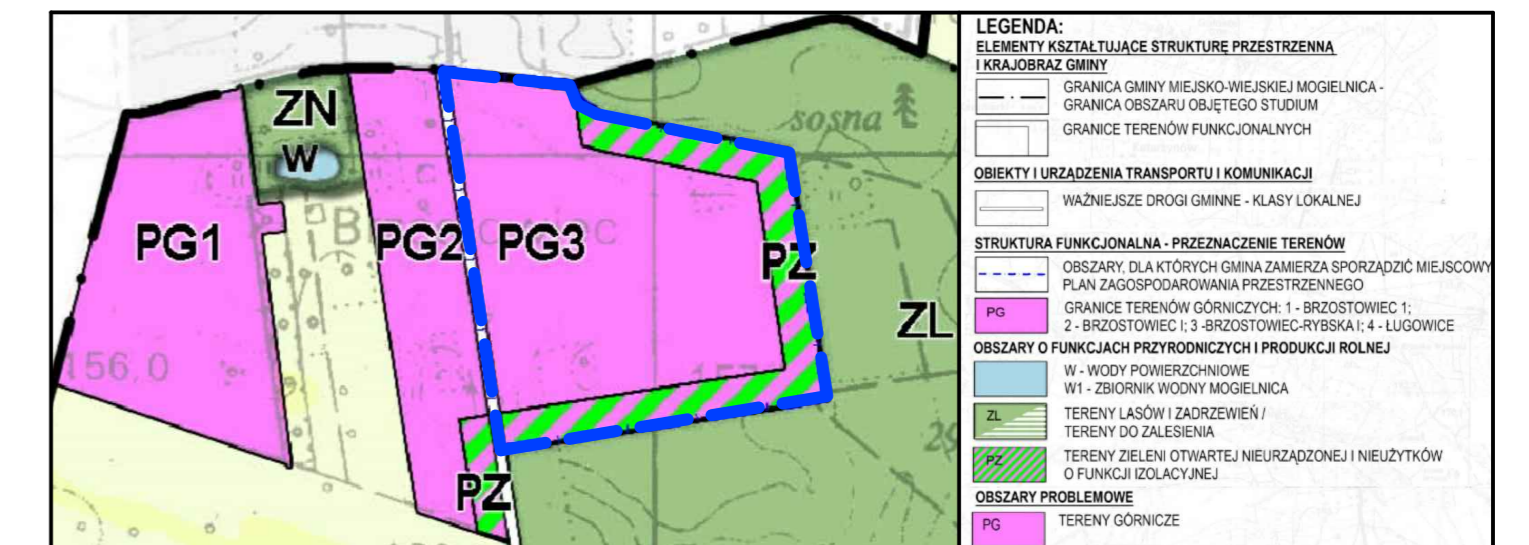 ZN
W
PG1
PG2
PG3
PZ
ZL
PZ
sosna
156,0
LEGENDA:
ELEMENTY KSZTAŁTUJĄCE STRUKTURĘ PRZESTRZENNĄ
I KRAJOBRAZ GMINY
GRANICA GMINY MIEJSKO-WIEJSKIEJ MOGIELNICA -
GRANICA OBSZARU OBJĘTEGO STUDIUM
GRANICE TERENÓW FUNKCJONALNYCH
OBIEKTY I URZĄDZENIA TRANSPORTU I KOMUNIKACJI
WAŻNIEJSZE DROGI GMINNE - KLASY LOKALNEJ
STRUKTURA FUNKCJONALNA - PRZEZNACZENIE TERENÓW
OBSZARY, DLA KTÓRYCH GMINA ZAMIERZA SPORZĄDZIĆ MIEJSCOWY
PLAN ZAGOSPODAROWANIA PRZESTRZENNEGO
PG
GRANICE TERENÓW GÓRNICZYCH: 1 - BRZOSTOWIEC 1;
2 - BRZOSTOWIEC I; 3 -BRZOSTOWIEC-RYBSKA I; 4 - ŁUGOWICE
OBSZARY O FUNKCJACH PRZYRODNICZYCH I PRODUKCJI ROLNEJ
W - WODY POWIERZCHNIOWE
W1 - ZBIORNIK WODNY MOGIELNICA
ZL
TERENY LASÓW I ZADRZEWIEŃ /
TERENY DO ZALESIENIA
PZ
TERENY ZIELENI OTWARTEJ NIEURZĄDZONEJ I NIEUŻYTKÓW
O FUNKCJI IZOLACYJNEJ
OBSZARY PROBLEMOWE
PG
TERENY GÓRNICZE